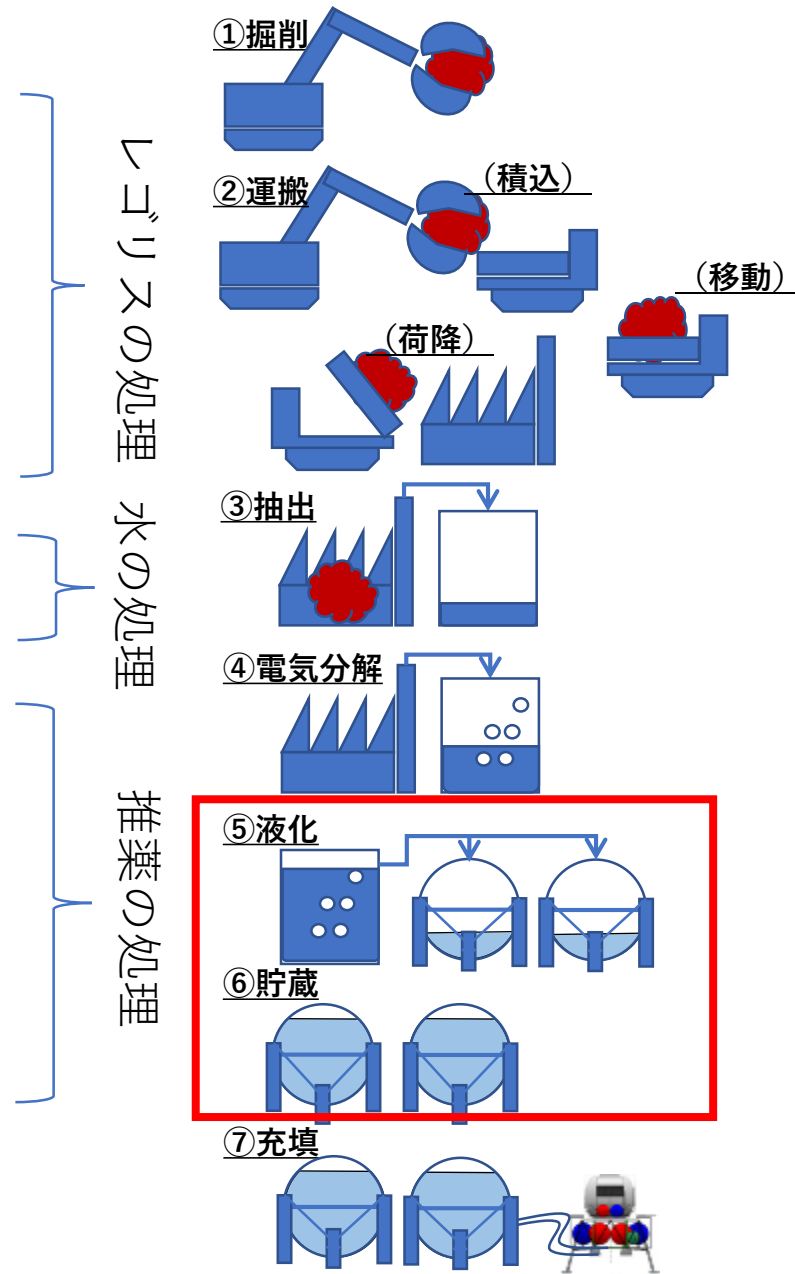 ①掘削
レゴリスの処理
②運搬
（積込）
（移動）
（荷降）
水の処理
③抽出
④電気分解
推薬の処理
⑤液化
⑥貯蔵
⑦充填